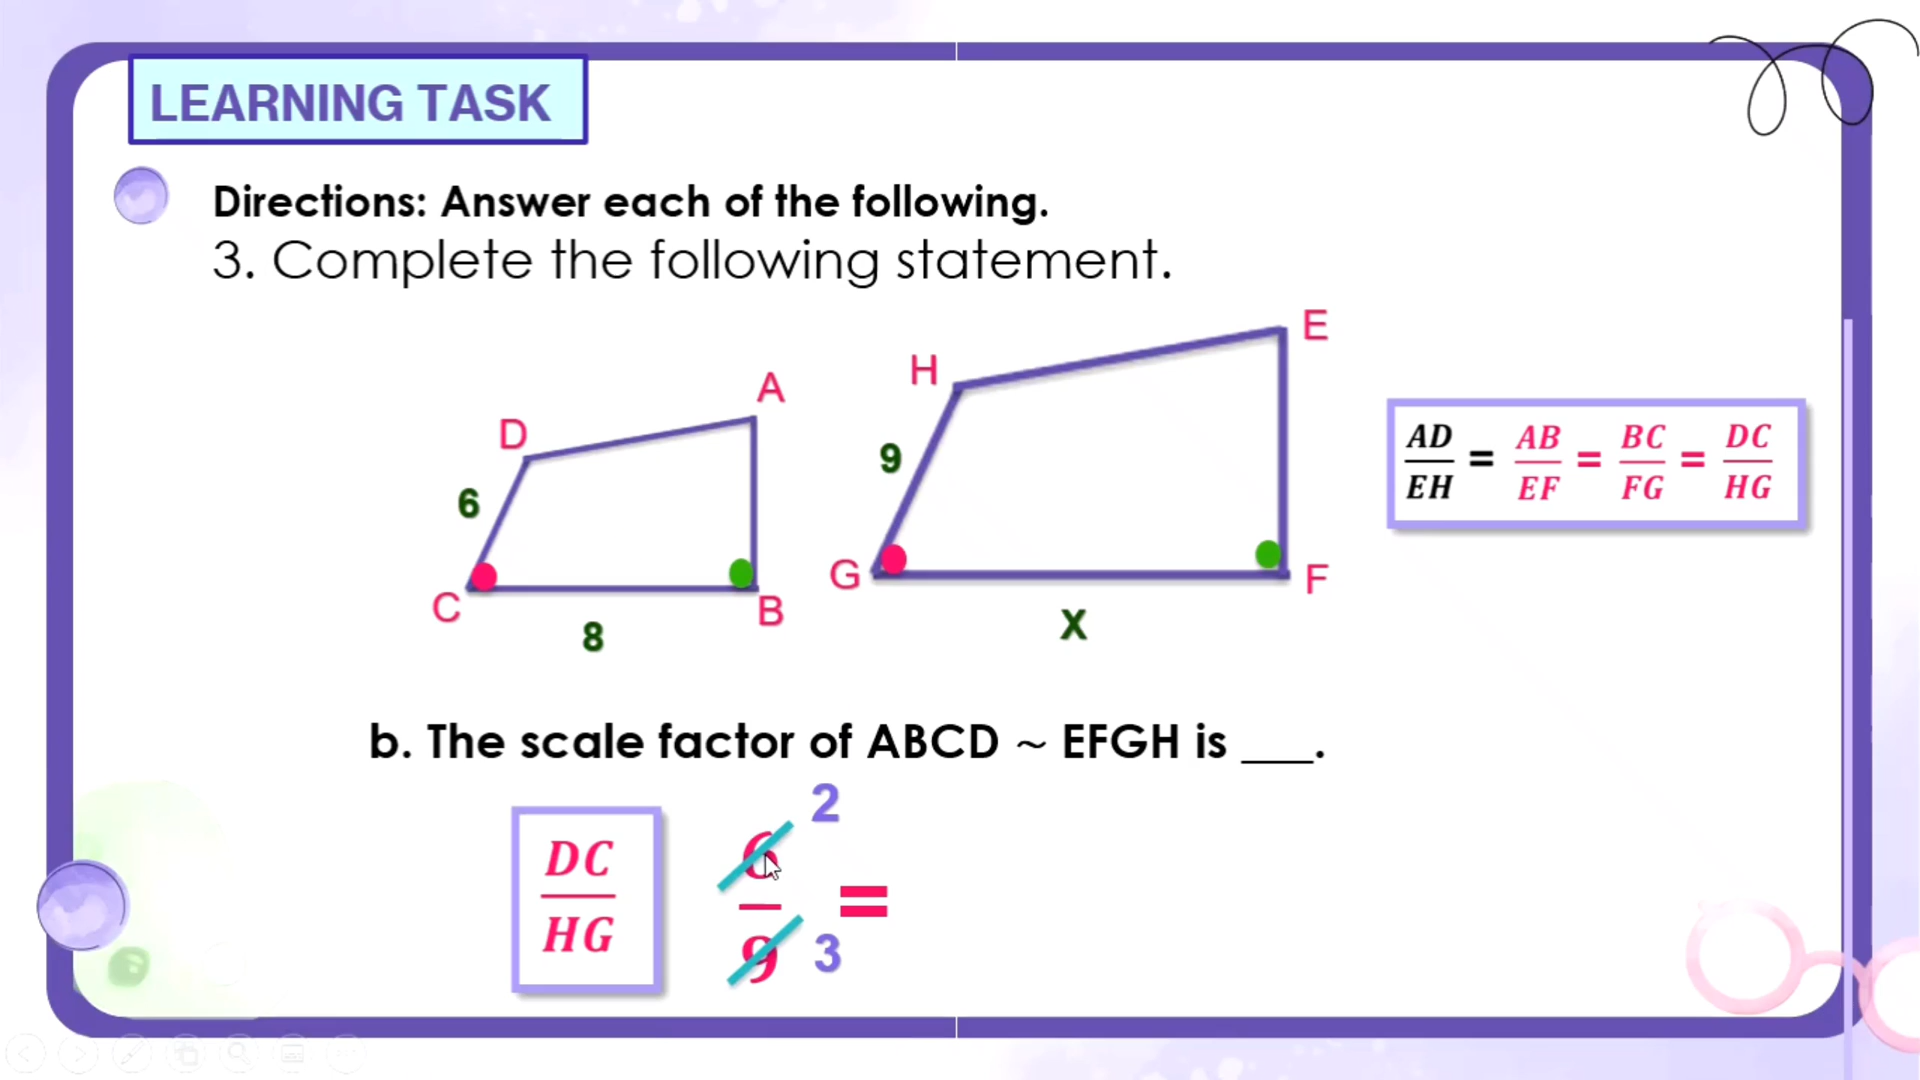 LEARNING TASK
Directions: Answer each of the following.
3. Complete the following statement.
D
A
6
C
B
8
H
E
9
G
F
X
AD/EH = AB/EF = BC/FG = DC/HG
b. The scale factor of ABCD ~ EFGH is ___.
DC/HG
6/9 =
2
3